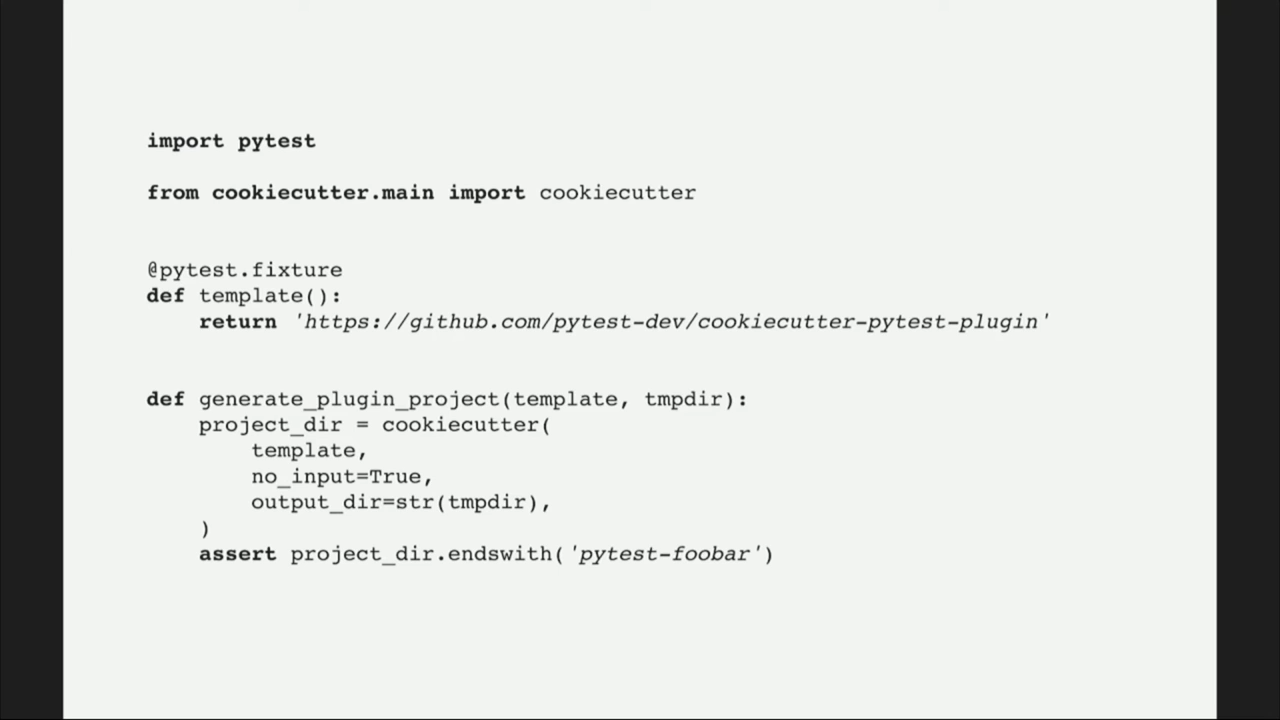 import pytest
from cookiecutter.main import cookiecutter
@pytest.fixture
def template():
    return 'https://github.com/pytest-dev/cookiecutter-pytest-plugin'
def generate_plugin_project(template, tmpdir):
    project_dir = cookiecutter(
        template,
        no_input=True,
        output_dir=str(tmpdir),
    )
    assert project_dir.endswith('pytest-foobar')